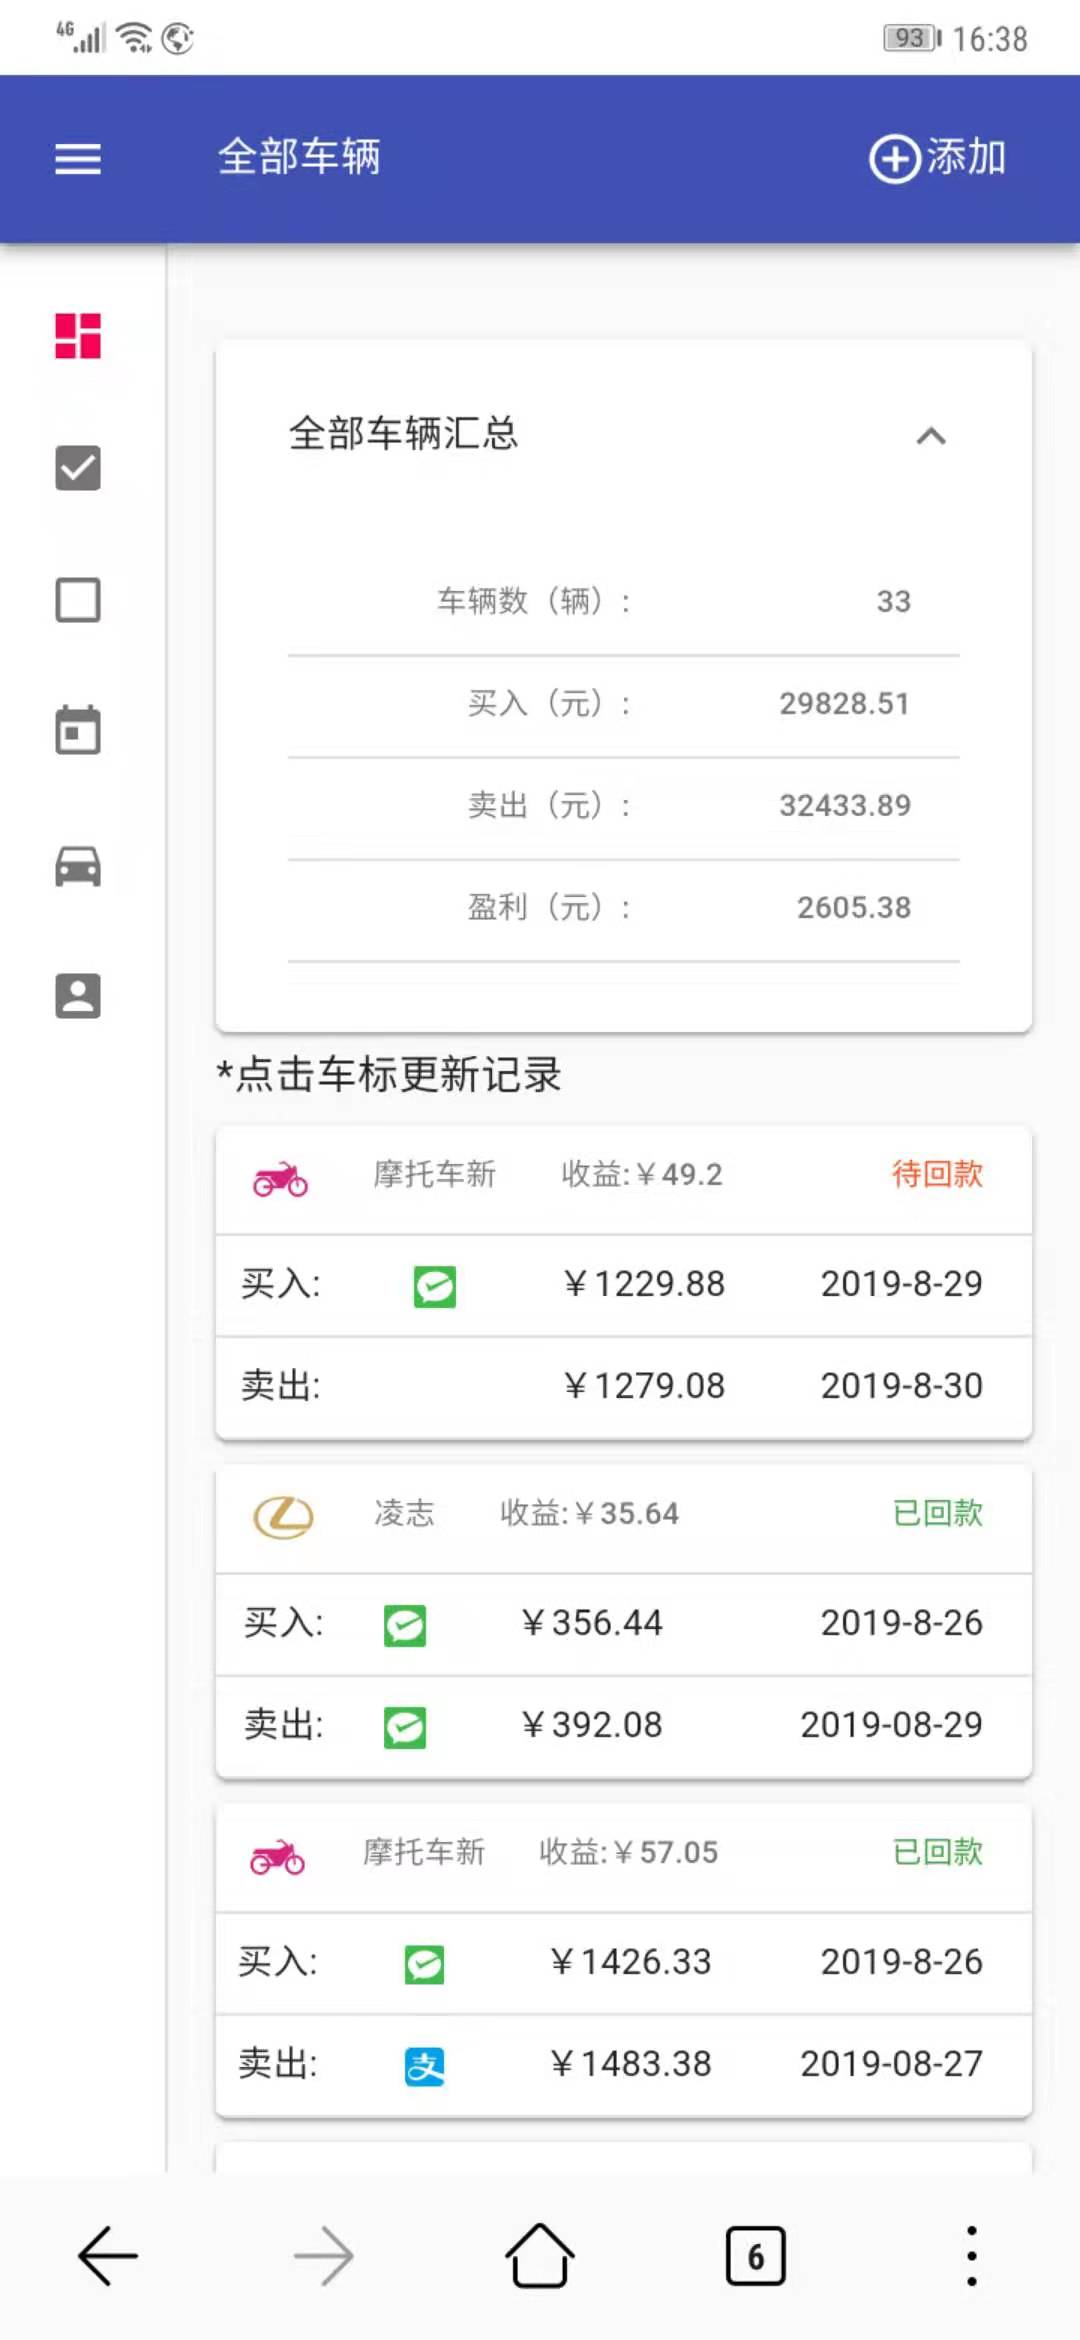 4G 93 16:38
全部车辆 添加
全部车辆汇总
车辆数（辆）: 33
买入（元）: 29828.51
卖出（元）: 32433.89
盈利（元）: 2605.38
*点击车标更新记录
摩托车新 收益:￥49.2 待回款
买入: ￥1229.88 2019-8-29
卖出: ￥1279.08 2019-8-30
凌志 收益:￥35.64 已回款
买入: ￥356.44 2019-8-26
卖出: ￥392.08 2019-08-29
摩托车新 收益:￥57.05 已回款
买入: ￥1426.33 2019-8-26
卖出: 支 ￥1483.38 2019-08-27
6